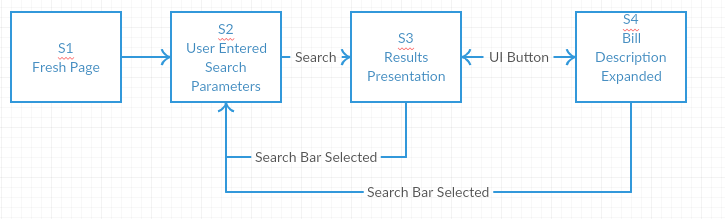 S1
Fresh Page
S2
User Entered
Search
Parameters
Search
S3
Results
Presentation
UI Button
S4
Bill
Description
Expanded
Search Bar Selected
Search Bar Selected